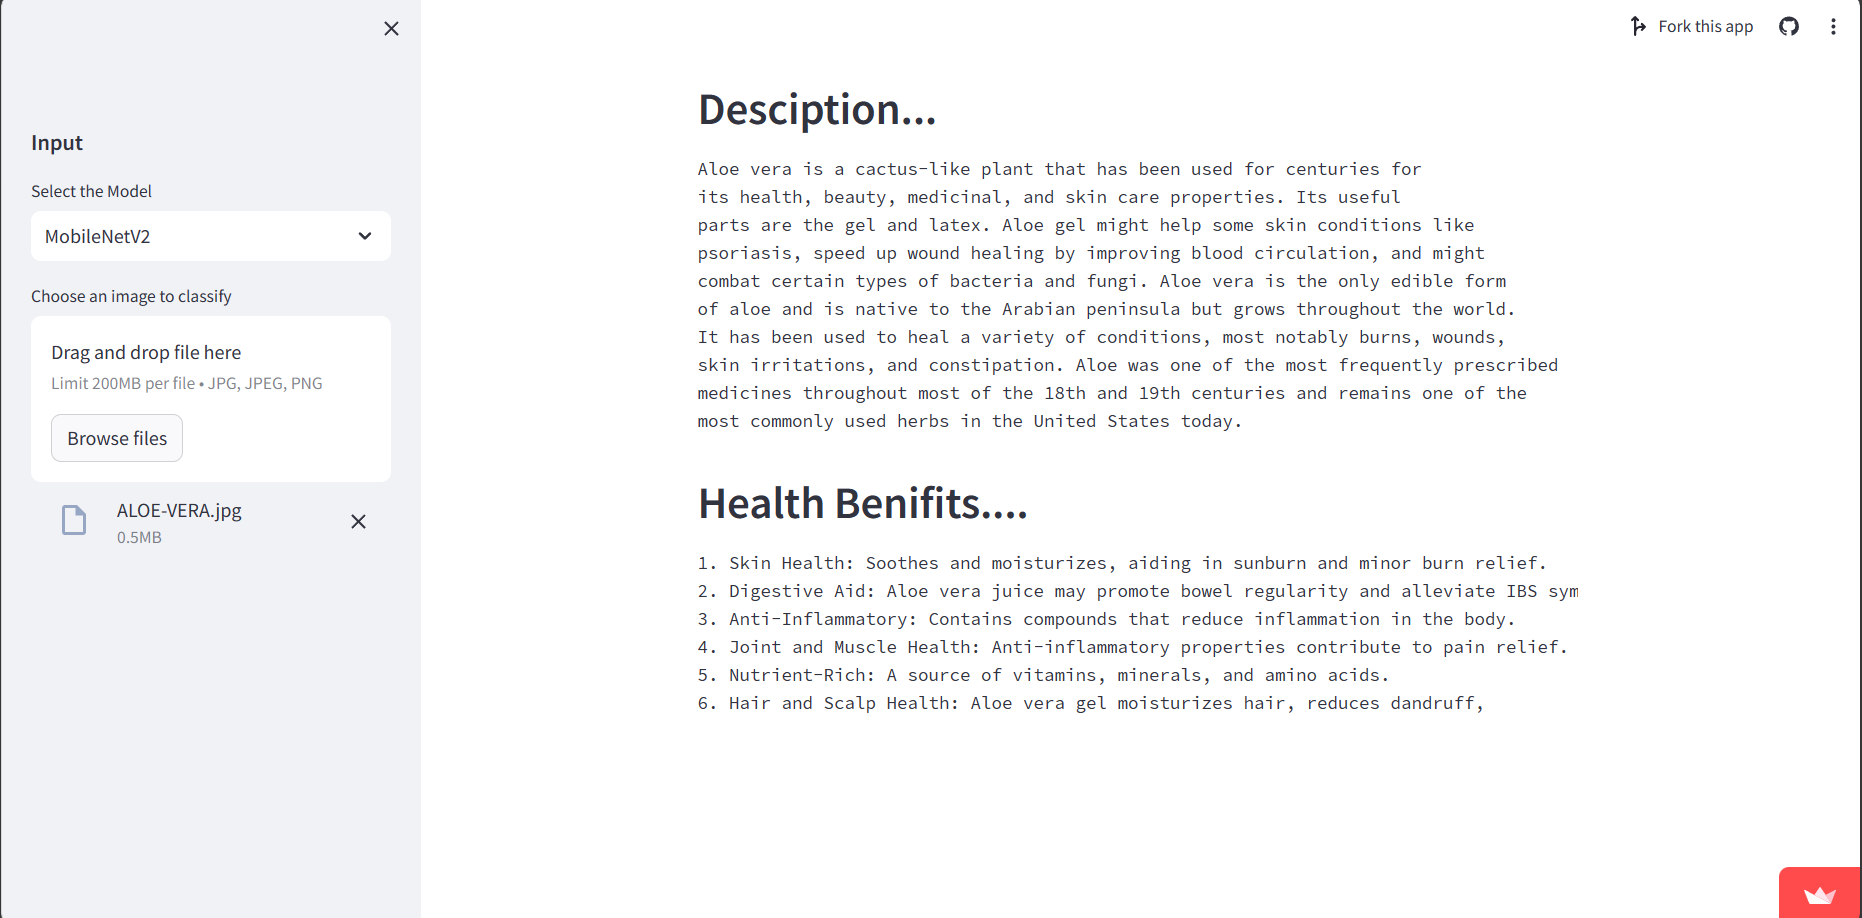 Fork this app
Input
Select the Model
MobileNetV2
Choose an image to classify
Drag and drop file here
Limit 200MB per file • JPG, JPEG, PNG
Browse files
ALOE-VERA.jpg
0.5MB
Desciption...
Aloe vera is a cactus-like plant that has been used for centuries for
its health, beauty, medicinal, and skin care properties. Its useful
parts are the gel and latex. Aloe gel might help some skin conditions like
psoriasis, speed up wound healing by improving blood circulation, and might
combat certain types of bacteria and fungi. Aloe vera is the only edible form
of aloe and is native to the Arabian peninsula but grows throughout the world.
It has been used to heal a variety of conditions, most notably burns, wounds,
skin irritations, and constipation. Aloe was one of the most frequently prescribed
medicines throughout most of the 18th and 19th centuries and remains one of the
most commonly used herbs in the United States today.
Health Benifits....
1. Skin Health: Soothes and moisturizes, aiding in sunburn and minor burn relief.
2. Digestive Aid: Aloe vera juice may promote bowel regularity and alleviate IBS sym
3. Anti-Inflammatory: Contains compounds that reduce inflammation in the body.
4. Joint and Muscle Health: Anti-inflammatory properties contribute to pain relief.
5. Nutrient-Rich: A source of vitamins, minerals, and amino acids.
6. Hair and Scalp Health: Aloe vera gel moisturizes hair, reduces dandruff,